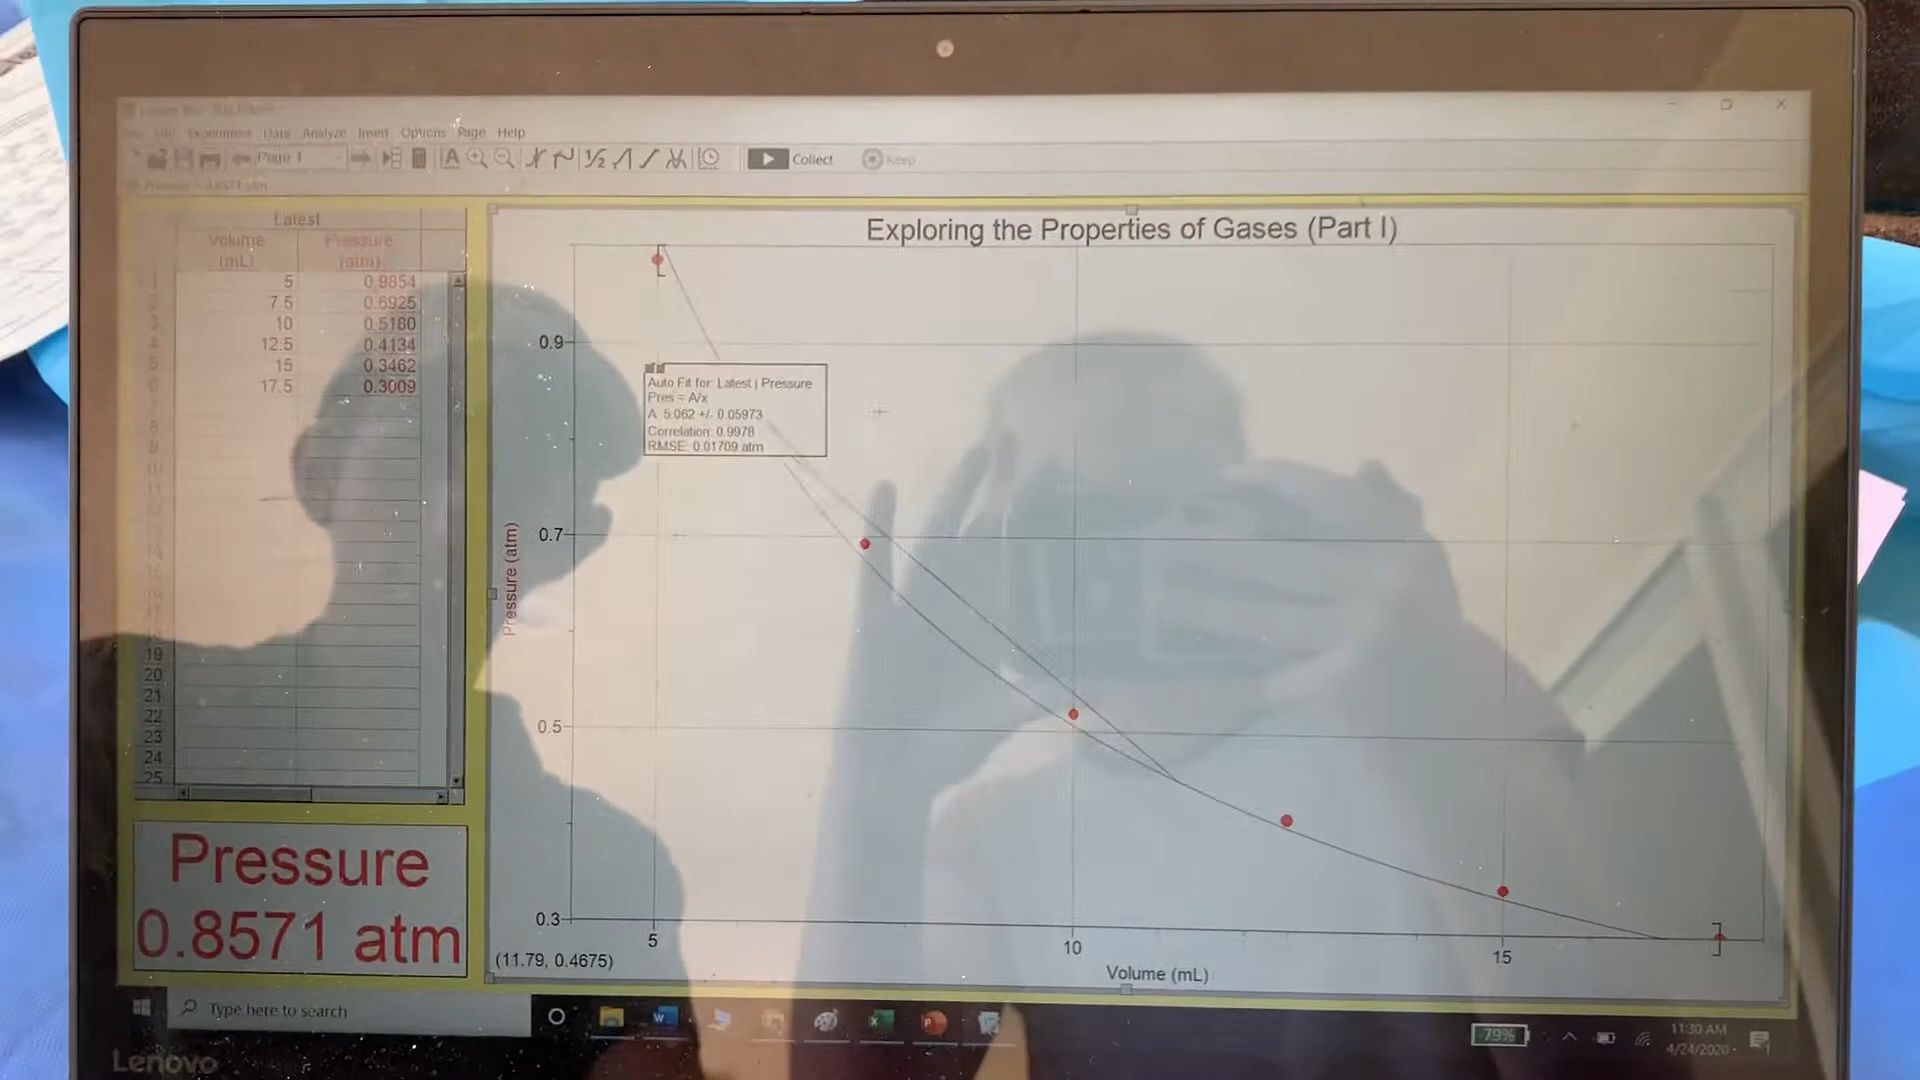 Experiment Data Analyze Insert Options Page Help
Page 1
Collect
Keep
Pressure = 0.8571 atm
Latest
Volume Pressure
(mL) (atm)
5 0.9854
7.5 0.6925
10 0.5180
12.5 0.4134
15 0.3462
17.5 0.3009
19
20
21
22
23
24
25
Pressure
0.8571 atm
Exploring the Properties of Gases (Part I)
0.9
Auto Fit for: Latest | Pressure
Pres = A/x
A: 5.062 +/- 0.05973
Correlation: 0.9978
RMSE: 0.01709 atm
0.7
Pressure (atm)
0.5
0.3
5 10 15
(11.79, 0.4675)
Volume (mL)
Type here to search
79%
11:30 AM
4/24/2020
Lenovo